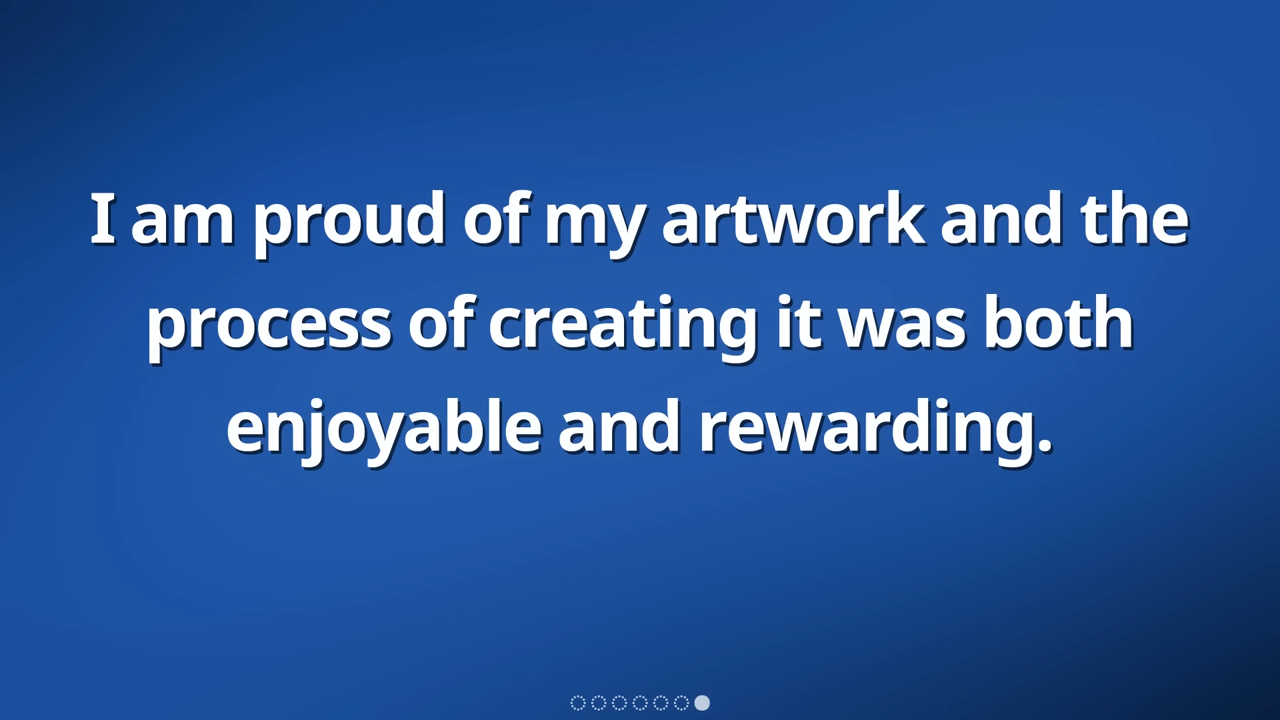 I am proud of my artwork and the
process of creating it was both
enjoyable and rewarding.